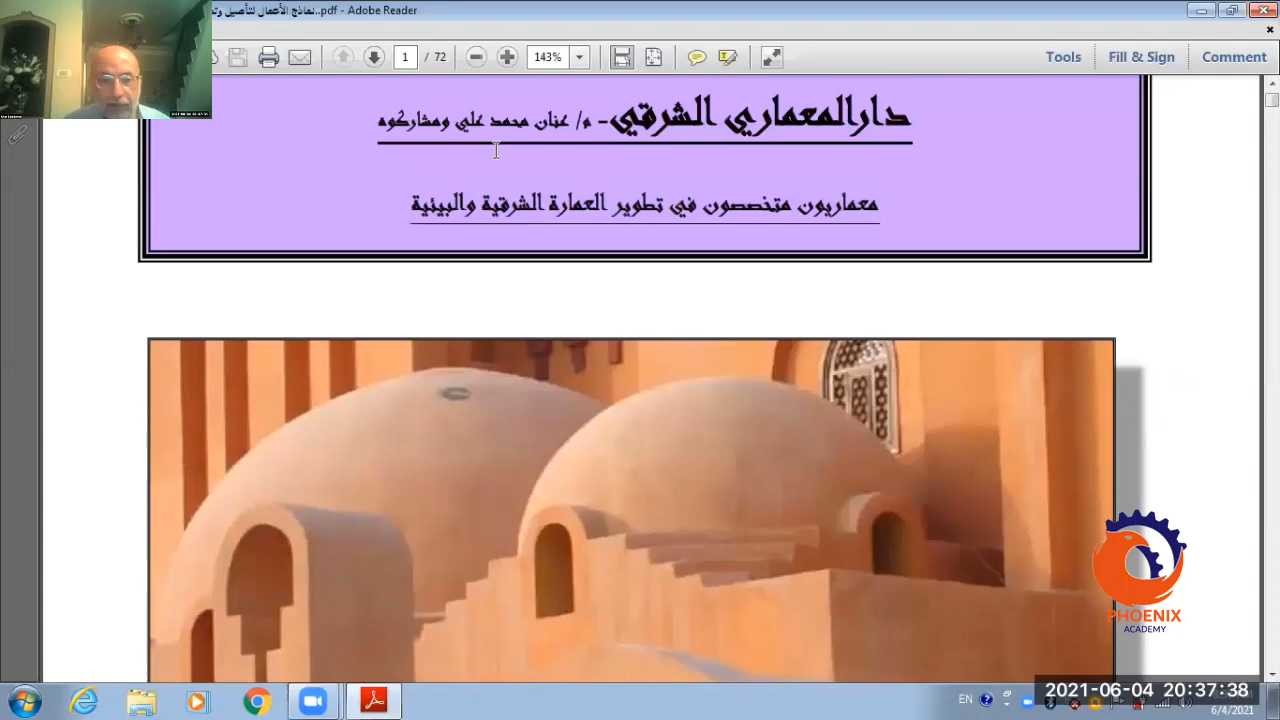 نماذج الأعمال لتأصيل وتم..pdf - Adobe Reader
1 / 72
143%
Tools
Fill & Sign
Comment
دارالمعماري الشرقي- م/ عنان محمد علي ومشاركوه
معماريون متخصصون في تطوير العمارة الشرقية والبيئية
PHOENIX
ACADEMY
EN
2021-06-04 20:37:38
6/4/2021